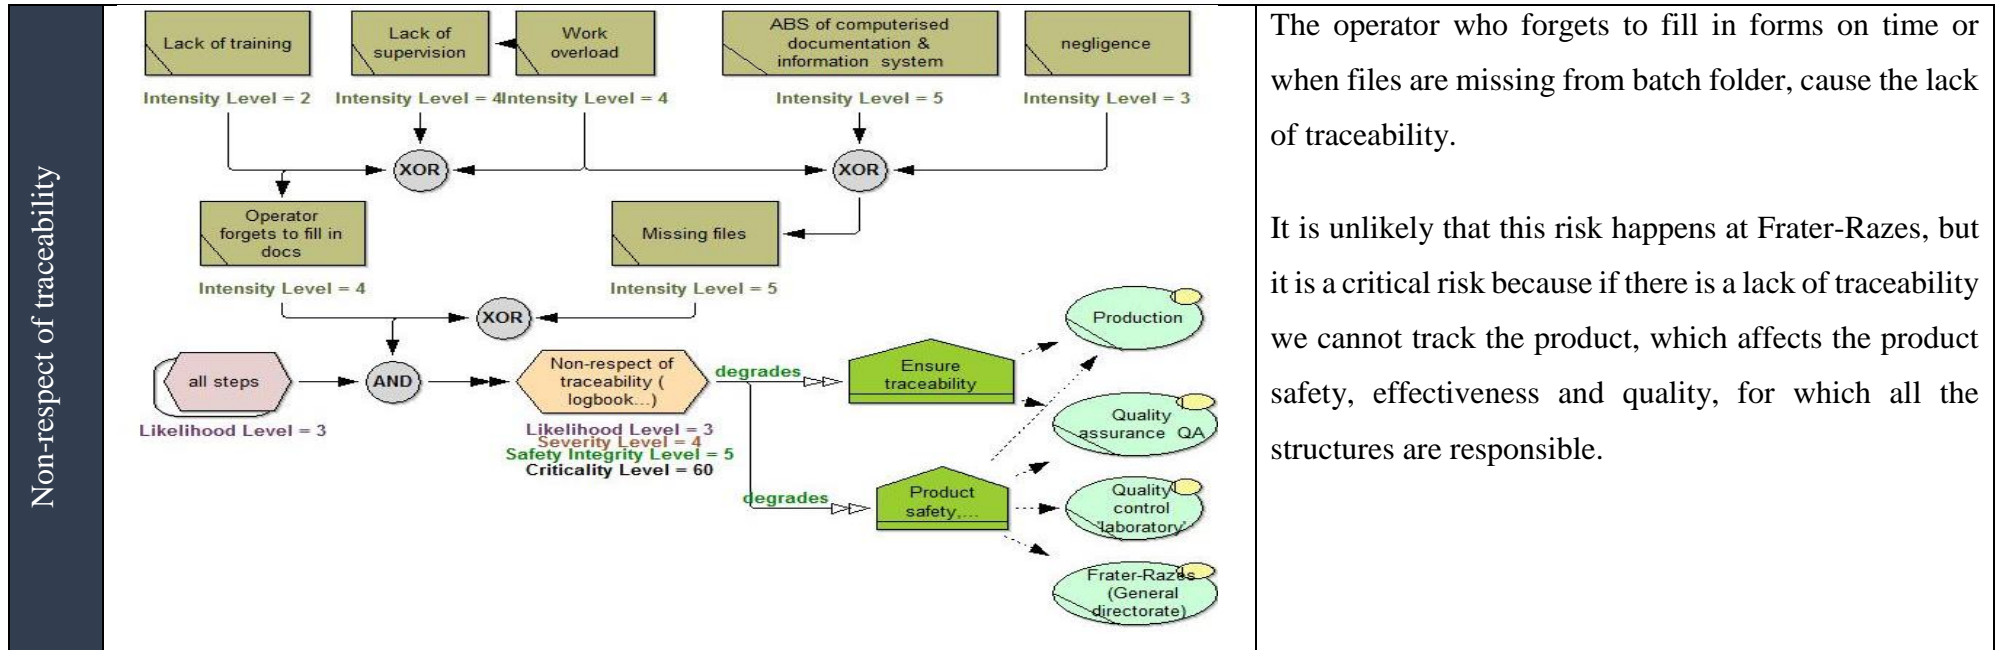 Non-respect of traceability
Lack of training
Lack of
supervision
Work
overload
ABS of computerised
documentation &
information system
negligence
Intensity Level = 2
Intensity Level = 4
Intensity Level = 4
Intensity Level = 5
Intensity Level = 3
XOR
XOR
Operator
forgets to fill in
docs
Missing files
Intensity Level = 4
Intensity Level = 5
XOR
all steps
AND
Non-respect of
traceability (
logbook...)
Likelihood Level = 3
Likelihood Level = 3
Severity Level = 4
Safety Integrity Level = 5
Criticality Level = 60
degrades
degrades
Ensure
traceability
Product
safety,...
Production
Quality
assurance QA
Quality
control
'laboratory'
Frater-Razes
(General
directorate)
The operator who forgets to fill in forms on time or
when files are missing from batch folder, cause the lack
of traceability.
It is unlikely that this risk happens at Frater-Razes, but
it is a critical risk because if there is a lack of traceability
we cannot track the product, which affects the product
safety, effectiveness and quality, for which all the
structures are responsible.